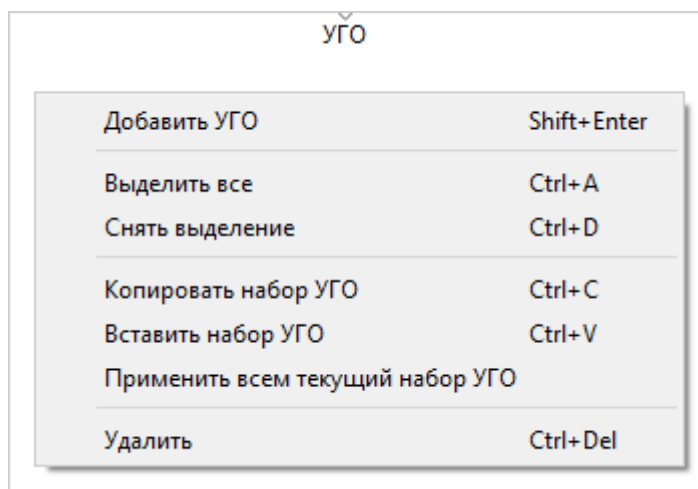 УГО
Добавить УГО Shift+Enter
Выделить все Ctrl+A
Снять выделение Ctrl+D
Копировать набор УГО Ctrl+C
Вставить набор УГО Ctrl+V
Применить всем текущий набор УГО
Удалить Ctrl+Del